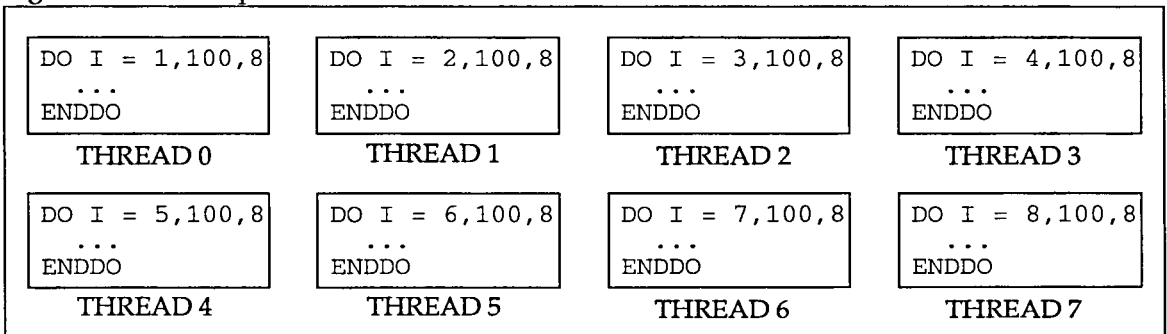 DO I = 1,100,8 DO I = 2,100,8 DO I = 3,100,8 DO I = 4,100,8
... ... ... ...
ENDDO ENDDO ENDDO ENDDO
THREAD 0 THREAD 1 THREAD 2 THREAD 3
DO I = 5,100,8 DO I = 6,100,8 DO I = 7,100,8 DO I = 8,100,8
... ... ... ...
ENDDO ENDDO ENDDO ENDDO
THREAD 4 THREAD 5 THREAD 6 THREAD 7